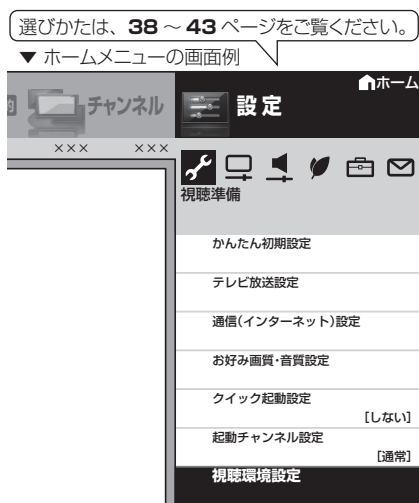 選びかたは、38 ~ 43 ページをご覧ください。
▼ ホームメニューの画面例
ホーム
チャンネル
設定
××× ×××
視聴準備
かんたん初期設定
テレビ放送設定
通信(インターネット)設定
お好み画質・音質設定
クイック起動設定
[しない]
起動チャンネル設定
[通常]
視聴環境設定